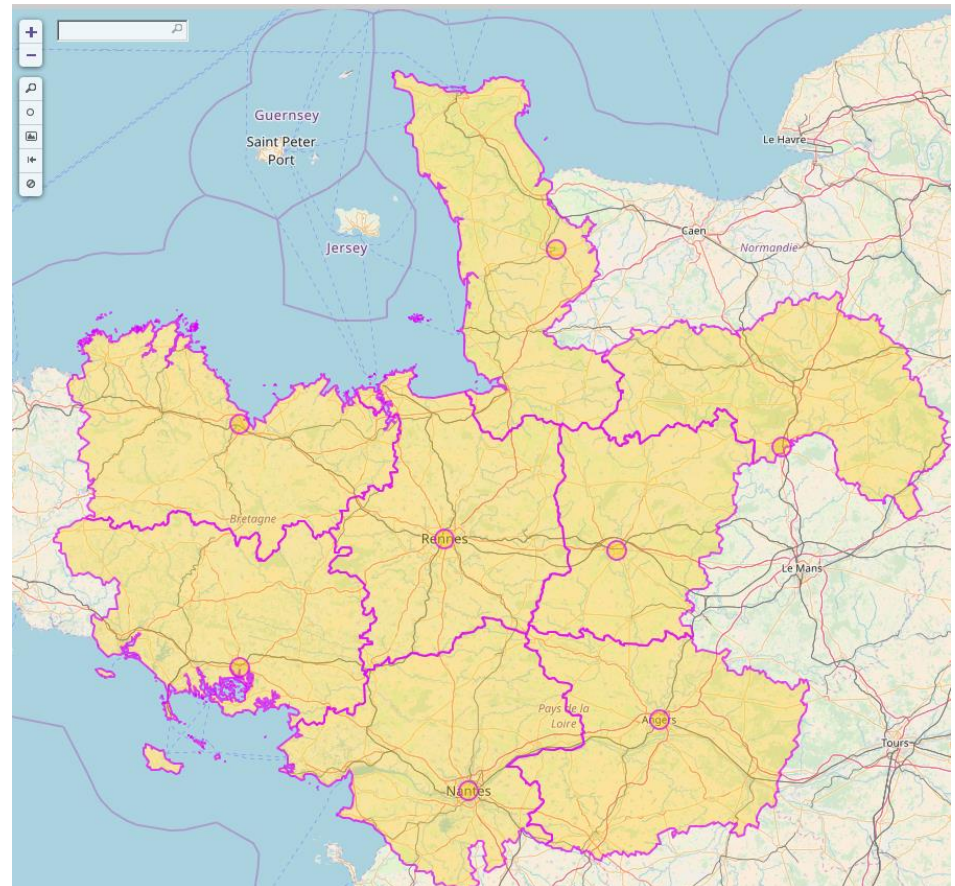 +
−
Guernsey
Saint Peter
Port
Jersey
Le Havre
Caen
Normandie
Bretagne
Rennes
Le Mans
Pays de la
Loire
Angers
Tours
Nantes